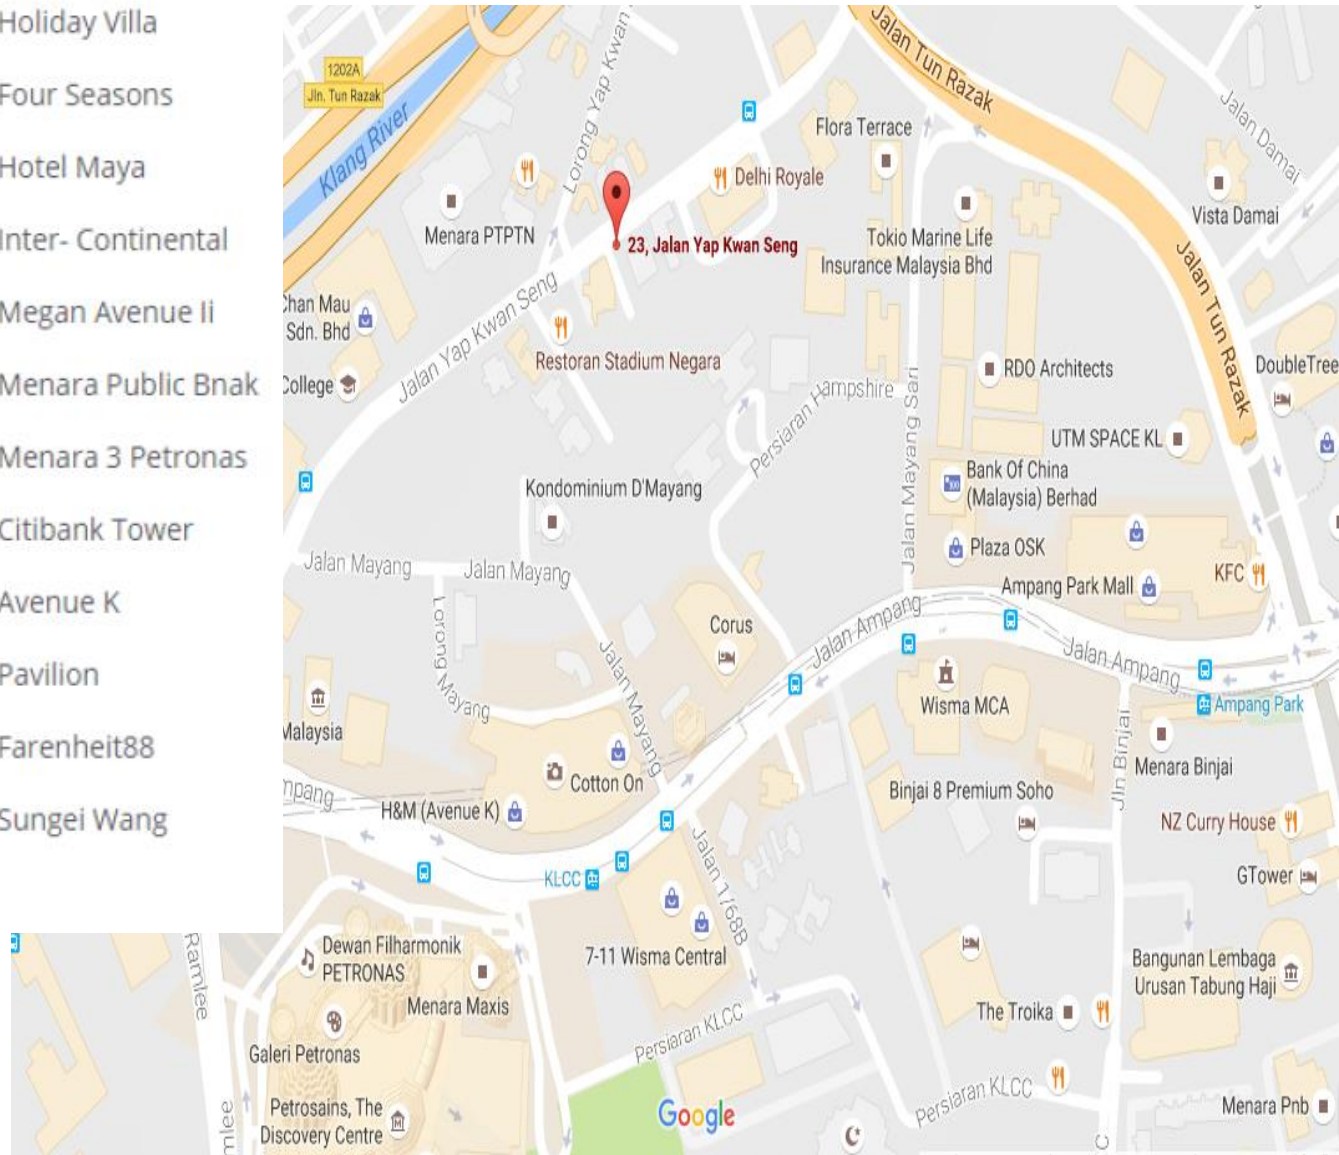 Holiday Villa
Four Seasons
Hotel Maya
Inter- Continental
Megan Avenue Ii
Menara Public Bnak
Menara 3 Petronas
Citibank Tower
Avenue K
Pavilion
Farenheit88
Sungei Wang
1202A
Jln. Tun Razak
Klang River
Lorong Yap Kwan
Jalan Tun Razak
Jalan Damai
Flora Terrace
Delhi Royale
Vista Damai
Menara PTPTN
23, Jalan Yap Kwan Seng
Tokio Marine Life
Insurance Malaysia Bhd
Jalan Tun Razak
Chan Mau
Sdn. Bhd
Jalan Yap Kwan Seng
Restoran Stadium Negara
College
Persiaran Hampshire
Jalan Mayang Sari
RDO Architects
DoubleTree
UTM SPACE KL
Kondominium D'Mayang
Bank Of China
(Malaysia) Berhad
Plaza OSK
Jalan Mayang
Jalan Mayang
Ampang Park Mall
KFC
Lorong Mayang
Corus
Jalan Ampang
Jalan Ampang
Jalan Mayang
Malaysia
Wisma MCA
Ampang Park
Jln Binjai
Menara Binjai
mpang
Cotton On
H&M (Avenue K)
Binjai 8 Premium Soho
NZ Curry House
KLCC
Jalan 1/68B
GTower
7-11 Wisma Central
Ramlee
Dewan Filharmonik
PETRONAS
Menara Maxis
Bangunan Lembaga
Urusan Tabung Haji
The Troika
Persiaran KLCC
Galeri Petronas
Persiaran KLCC
Petrosains, The
Discovery Centre
mlee
Google
Menara Pnb
C